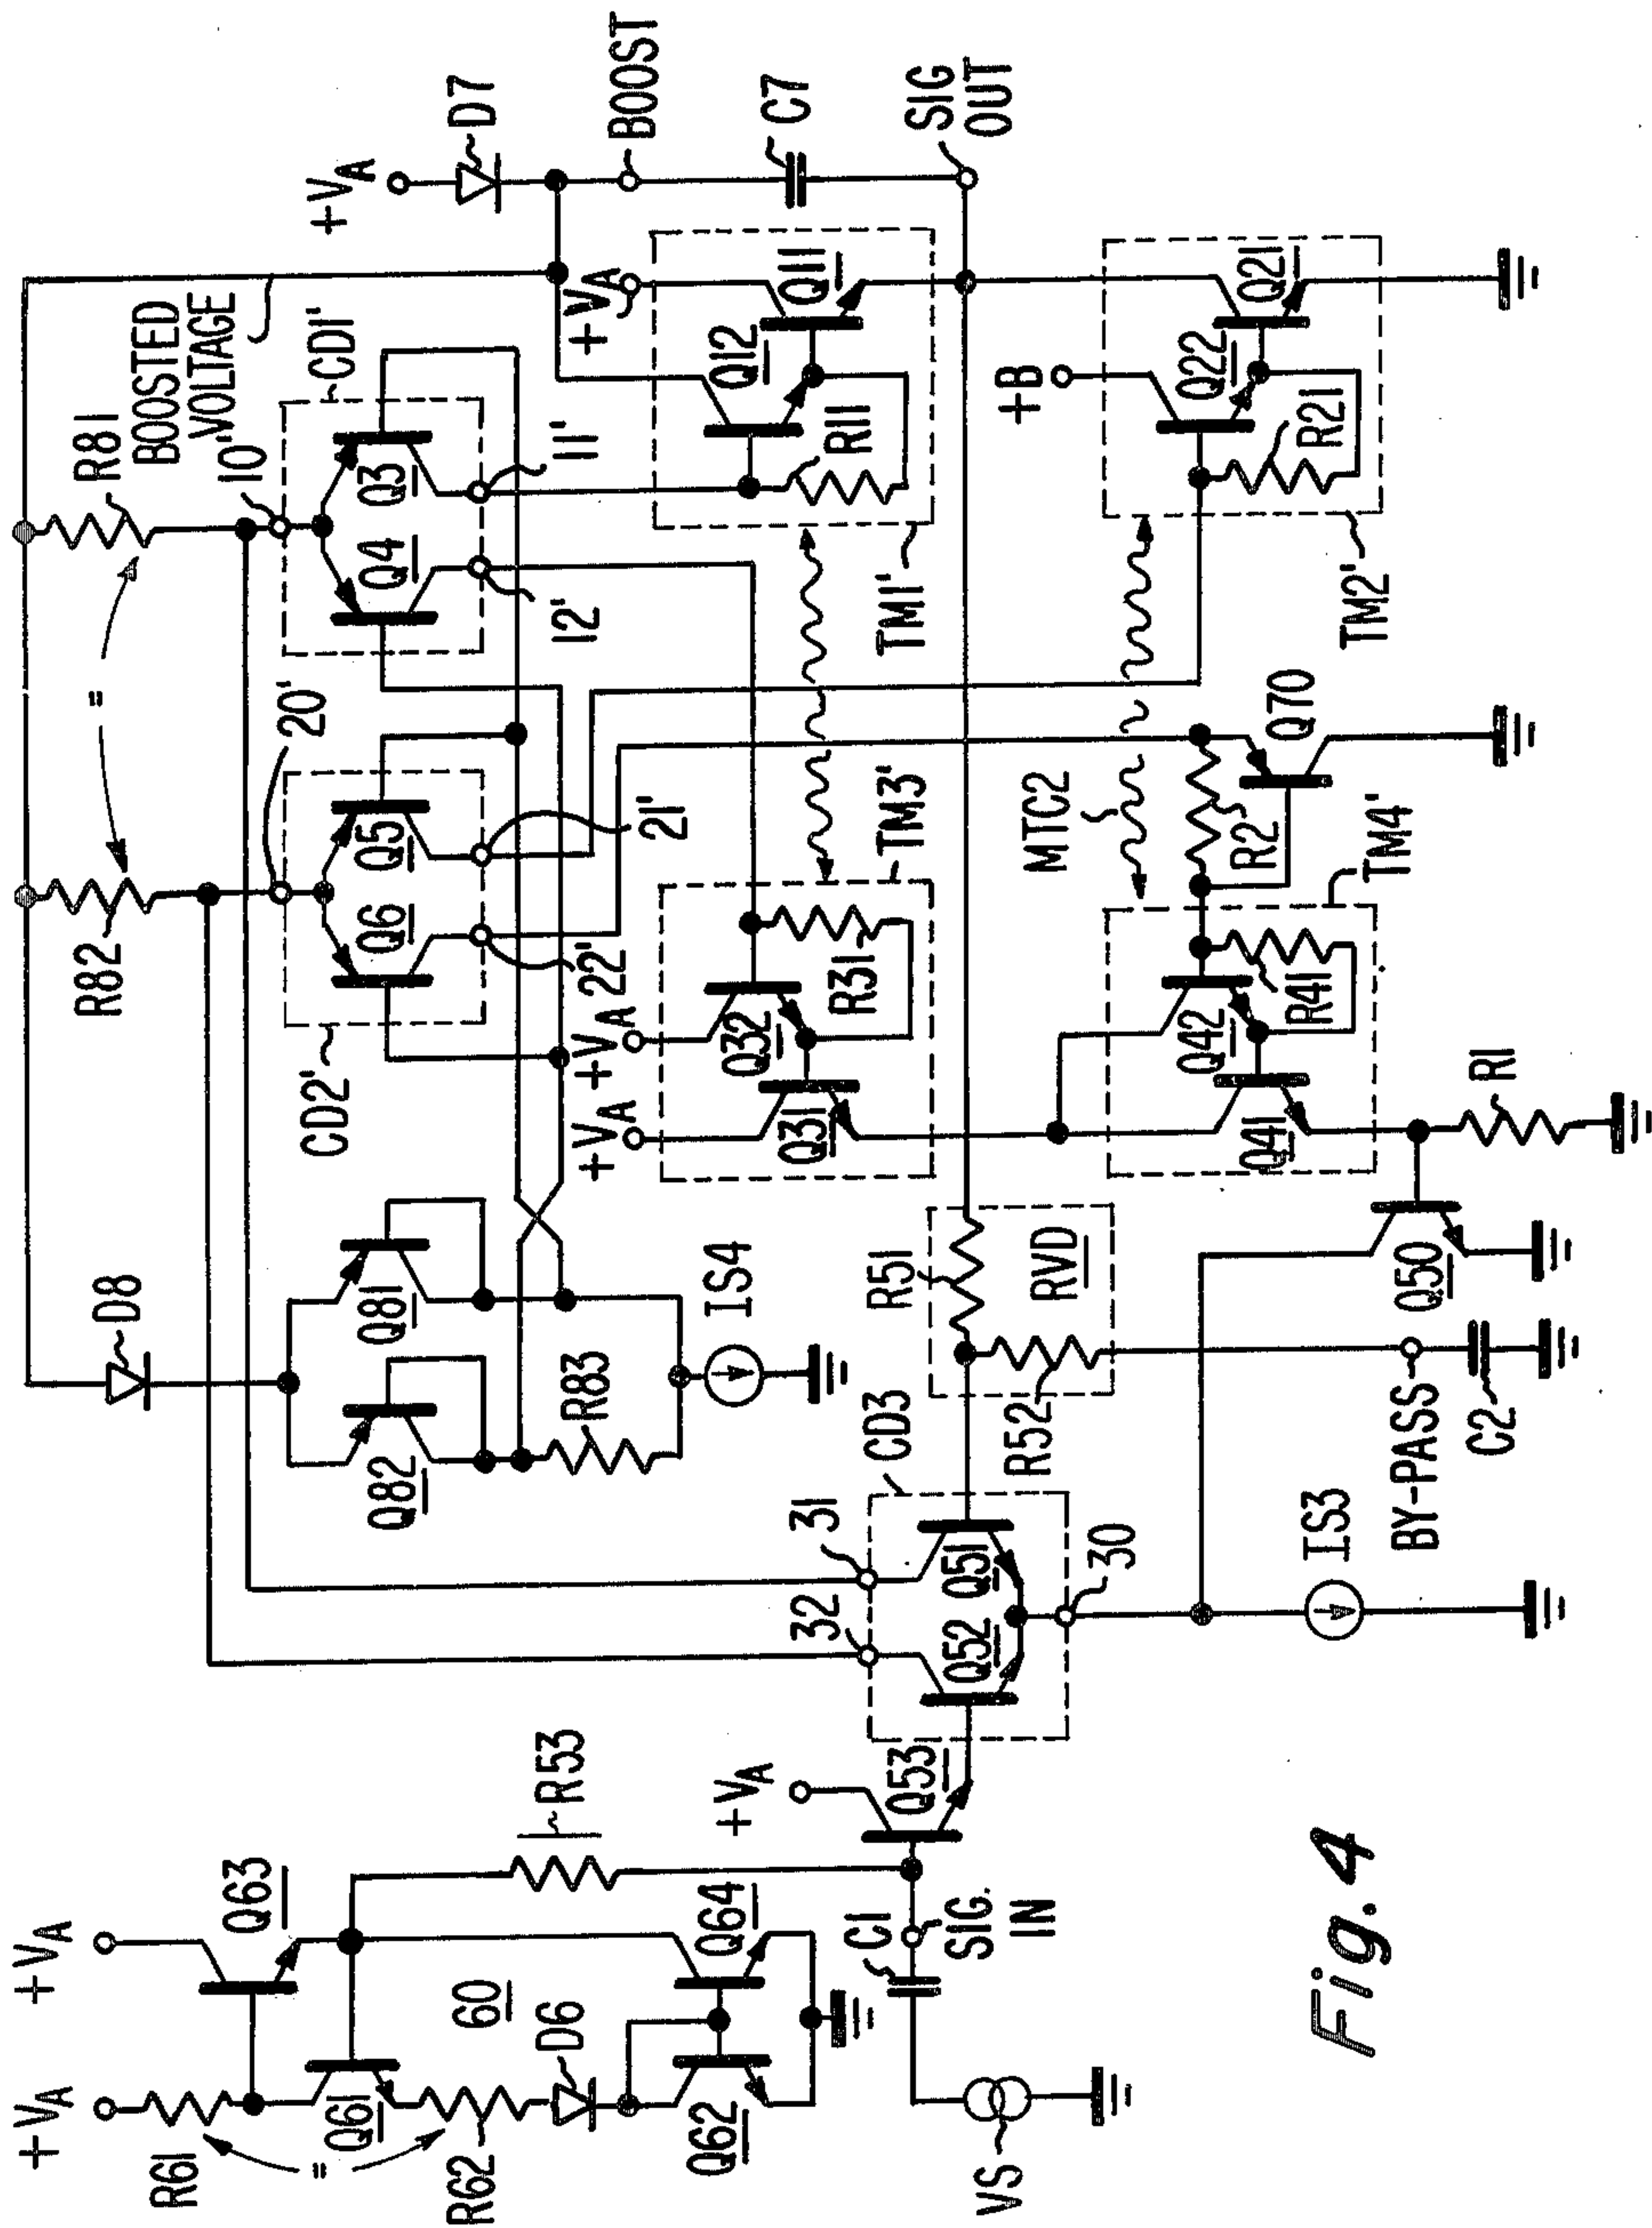 +VA
+VA
R61
Q63
Q61
=
R62
60
D6
R53
Q62
Q64
VS
C1
SIG.
IN
+VA
Q53
32
31
CD3
Q52
Q51
30
IS3
D8
Q82
Q81
R83
IS4
R51
RVD
R52
BY-PASS
C2
Q50
R1
R82
=
R81
BOOSTED
VOLTAGE
20'
10'
CD2'
CD1'
Q6
Q5
Q4
Q3
22'
21'
12'
11'
+VA
+VA
Q32
Q31
R31
TM3'
MTC2
Q42
Q41
R41
TM4'
R2
Q70
+VA
Q12
Q11
R11
TM1'
+B
Q22
Q21
R21
TM2'
+VA
D7
BOOST
C7
SIG
OUT
Fig. 4